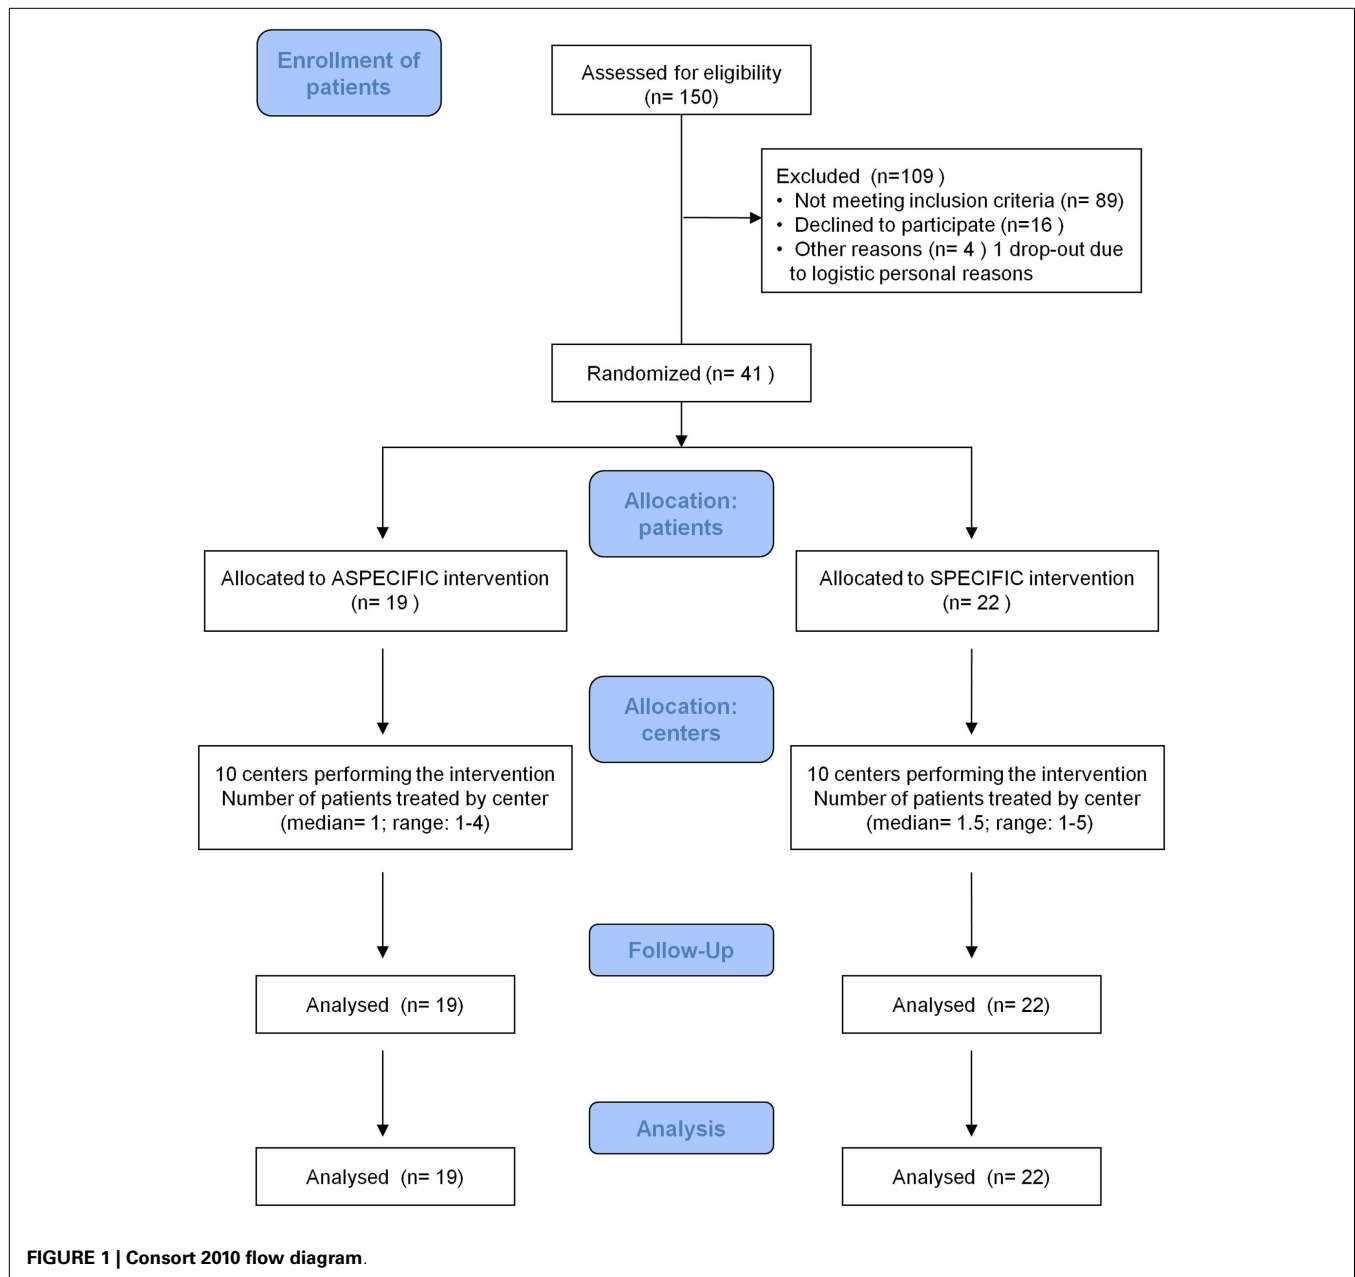 Enrollment of
patients
Assessed for eligibility
(n= 150)
Excluded (n=109 )
• Not meeting inclusion criteria (n= 89)
• Declined to participate (n=16 )
• Other reasons (n= 4 ) 1 drop-out due
to logistic personal reasons
Randomized (n= 41 )
Allocation:
patients
Allocated to ASPECIFIC intervention
(n= 19 )
Allocated to SPECIFIC intervention
(n= 22 )
Allocation:
centers
10 centers performing the intervention
Number of patients treated by center
(median= 1; range: 1-4)
10 centers performing the intervention
Number of patients treated by center
(median= 1.5; range: 1-5)
Follow-Up
Analysed (n= 19)
Analysed (n= 22)
Analysis
Analysed (n= 19)
Analysed (n= 22)
FIGURE 1 | Consort 2010 flow diagram.